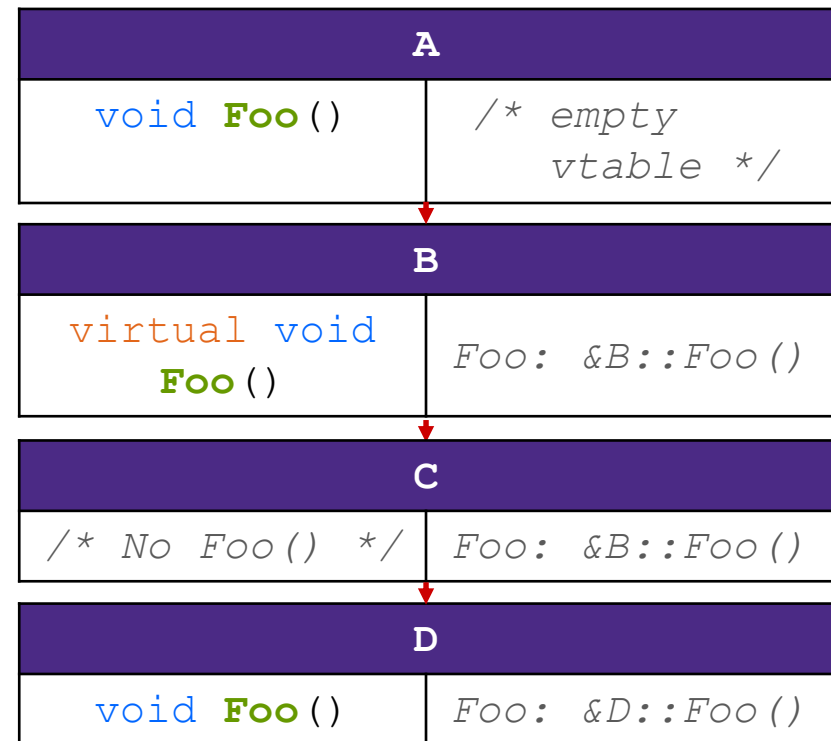 A
void Foo()
/* empty
vtable */
B
virtual void
Foo()
Foo: &B::Foo()
C
/* No Foo() */
Foo: &B::Foo()
D
void Foo()
Foo: &D::Foo()